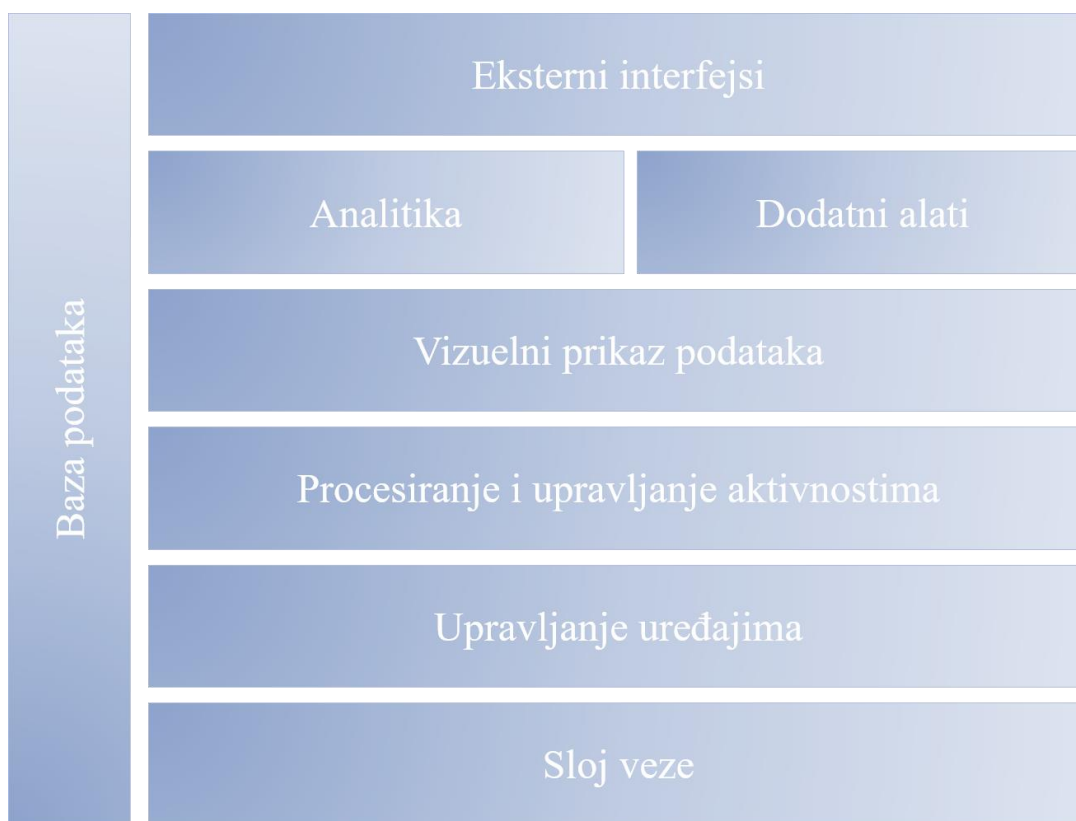 Eksterni interfejsi
Analitika
Dodatni alati
Vizuelni prikaz podataka
Baza podataka
Procesiranje i upravljanje aktivnostima
Upravljanje uređajima
Sloj veze